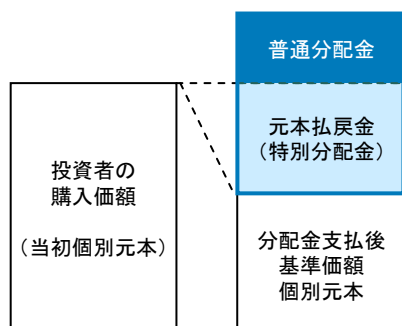 普通分配金
元本払戻金
（特別分配金）
投資者の
購入価額
（当初個別元本）
分配金支払後
基準価額
個別元本